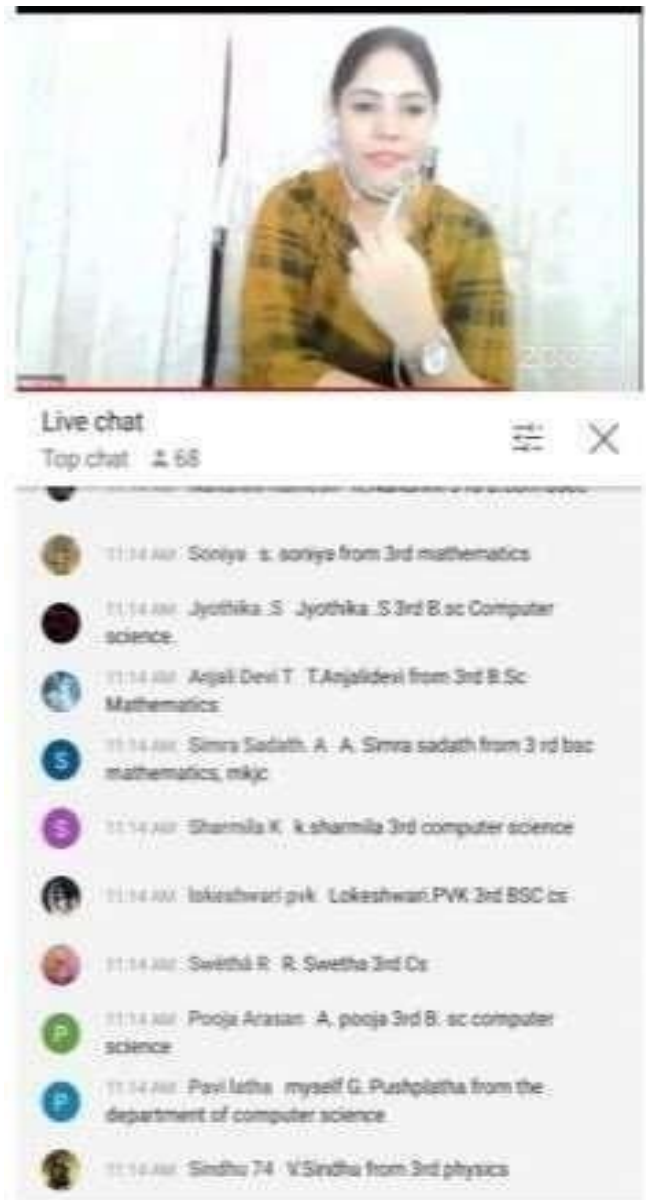 zoom
Live chat
Top chat 68
11:14 AM Soniya s. soniya from 3rd mathematics
11:14 AM Jyothika .S Jyothika .S 3rd B.sc Computer
science.
11:14 AM Anjali Devi T T.Anjalidevi from 3rd B.Sc
Mathematics
11:14 AM Simra Sadath. A A. Simra sadath from 3 rd bsc
mathematics, mkjc
11:14 AM Sharmila K k.sharmila 3rd computer science
11:14 AM lokeshwari pvk Lokeshwari.PVK 3rd BSC cs
11:14 AM Swetha R R. Swetha 3rd Cs
11:14 AM Pooja Arasan A. pooja 3rd B. sc computer
science
11:14 AM Pavi latha myself G. Pushplatha from the
department of computer science
11:14 AM Sindhu 74 V.Sindhu from 3rd physics
S
S
P
P